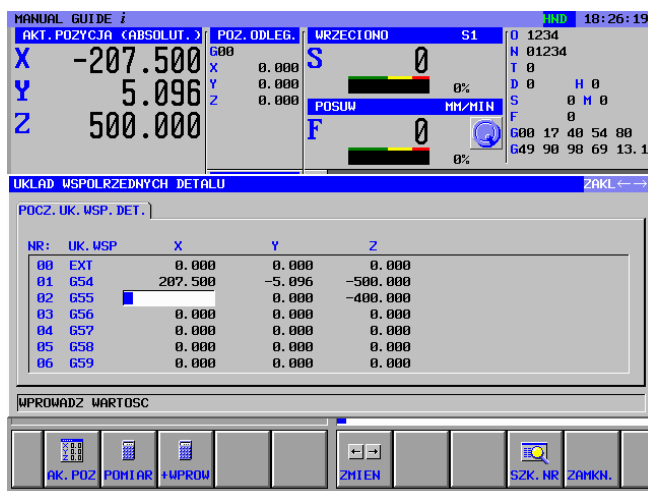 MANUAL GUIDE i HND 18:26:19
AKT. POZYCJA (ABSOLUT.) POZ. ODLEG. WRZECIONO S1 O 1234
X -207.500 G00 S 0 N 01234
X 0.000 T 0
Y 5.096 Y 0.000 0% D 0 H 0
Z 0.000 POSUW MM/MIN S 0 M 0
Z 500.000 F 0 F 0
G00 17 40 54 80
0% G49 90 98 69 13.1
UKLAD WSPOLRZEDNYCH DETALU ZAKL←→
POCZ. UK. WSP. DET.
NR: UK. WSP X Y Z
00 EXT 0.000 0.000 0.000
01 G54 207.500 -5.096 -500.000
02 G55 0.000 -400.000
03 G56 0.000 0.000 0.000
04 G57 0.000 0.000 0.000
05 G58 0.000 0.000 0.000
06 G59 0.000 0.000 0.000
WPROWADZ WARTOSC
AK. POZ POMIAR +WPROW ZMIEN SZK. NR ZAMKN.